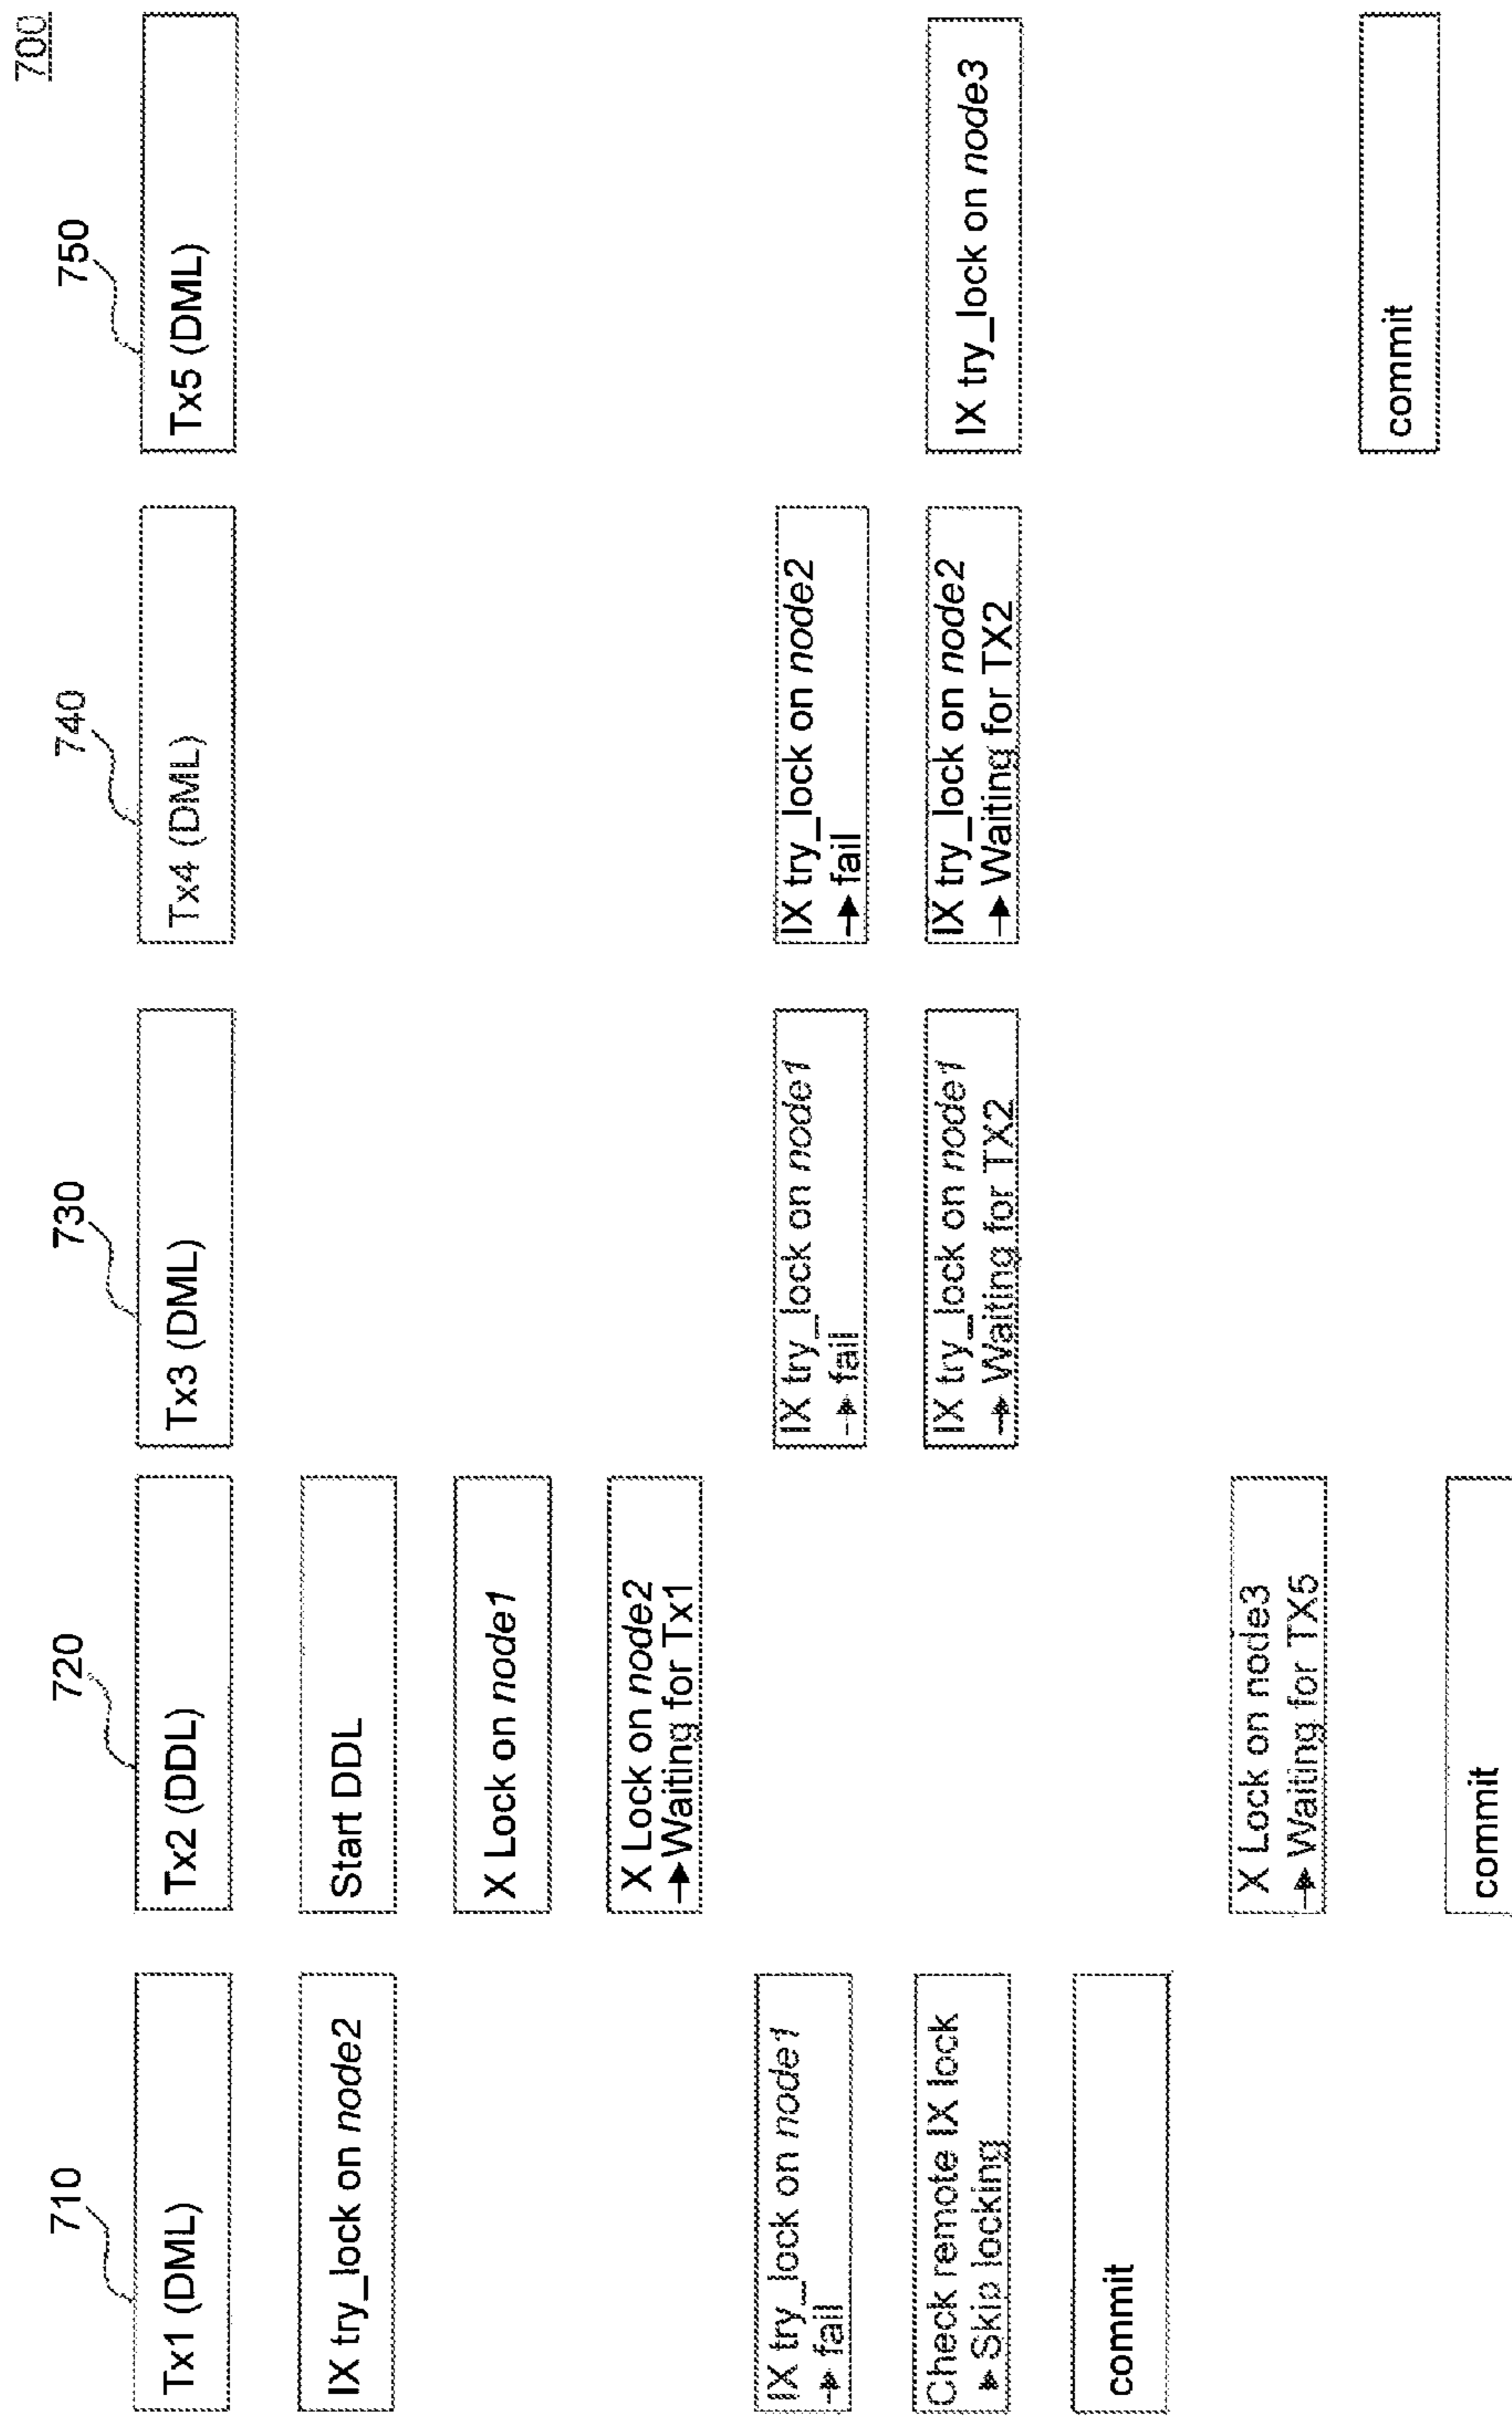 700
710
Tx1 (DML)
IX try_lock on node2
IX try_lock on node1
→ fail
Check remote IX lock
▸ Skip locking
commit
720
Tx2 (DDL)
Start DDL
X Lock on node1
X Lock on node2
→ Waiting for Tx1
X Lock on node3
→ Waiting for TX5
commit
730
Tx3 (DML)
IX try_lock on node1
→ fail
IX try_lock on node1
→ Waiting for TX2
740
Tx4 (DML)
IX try_lock on node2
→ fail
IX try_lock on node2
→ Waiting for TX2
750
Tx5 (DML)
IX try_lock on node3
commit